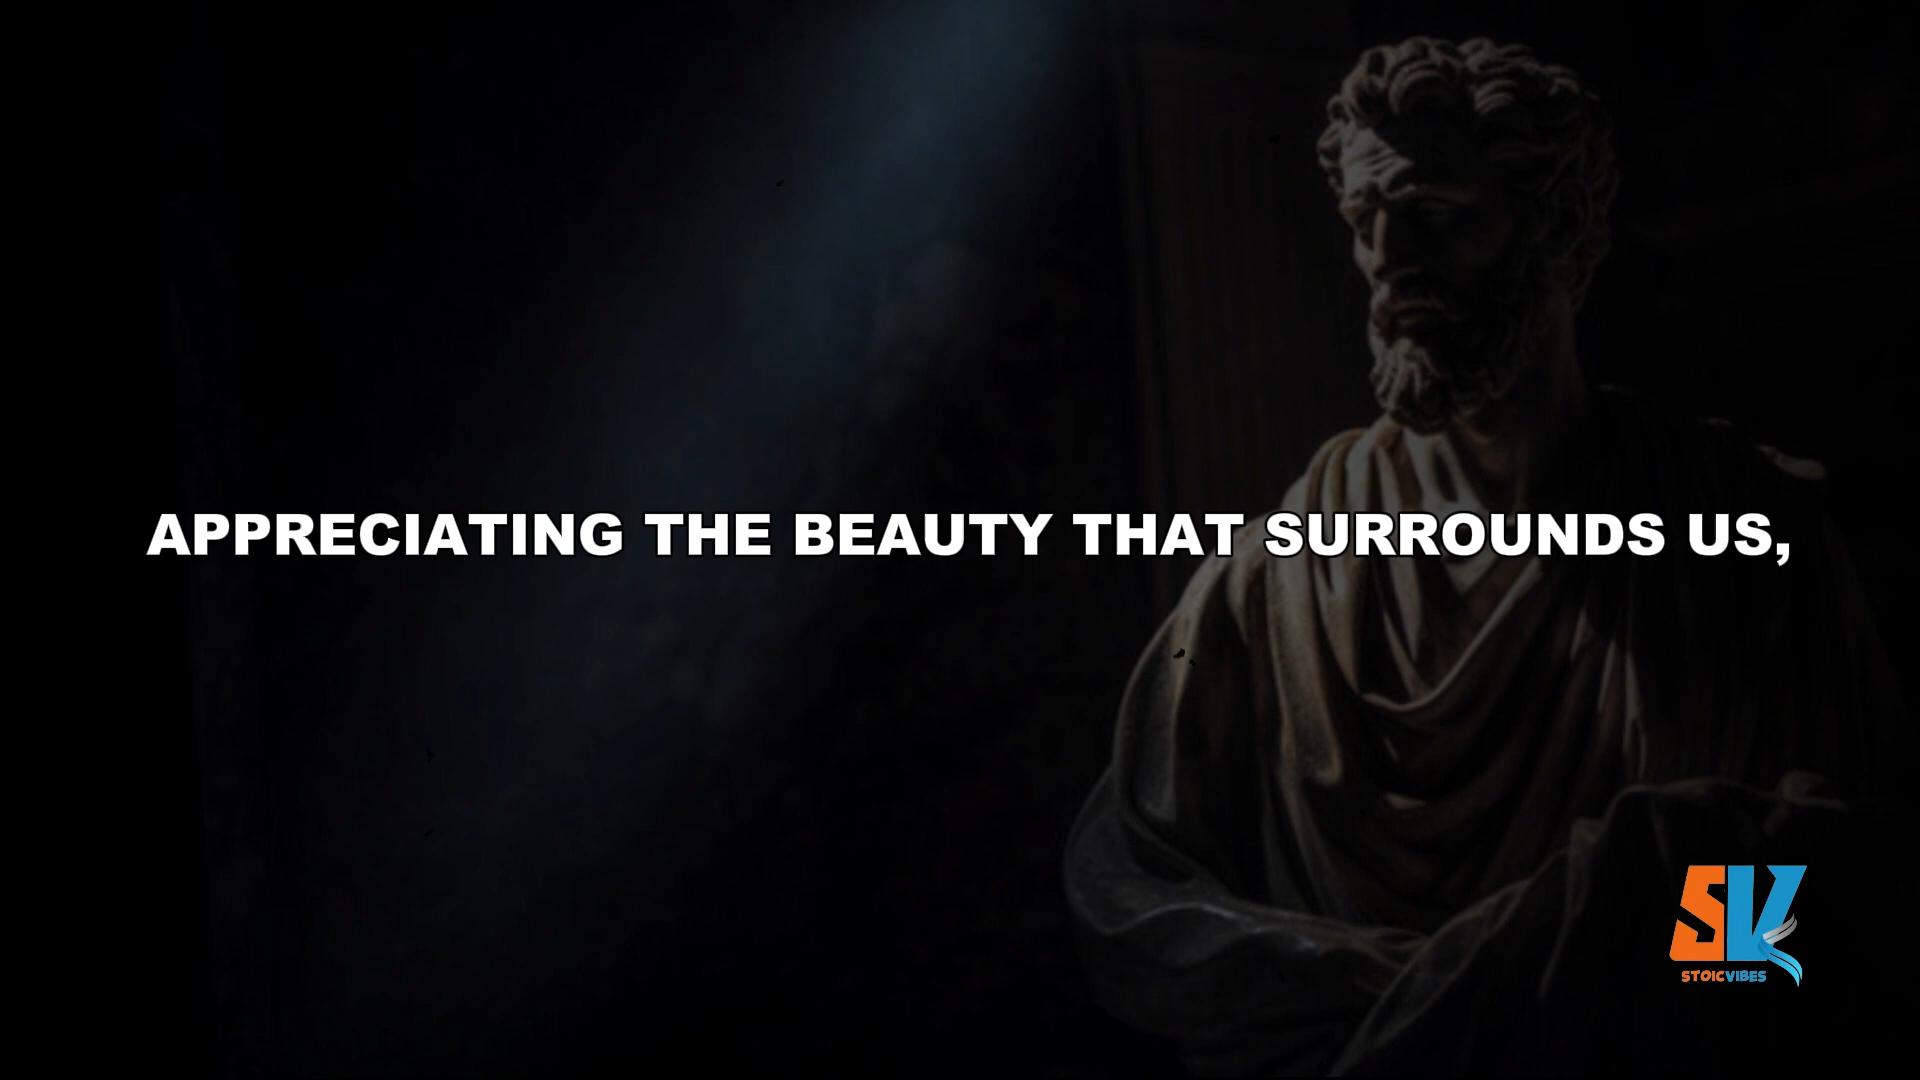 APPRECIATING THE BEAUTY THAT SURROUNDS US,
SV
STOICVIBES